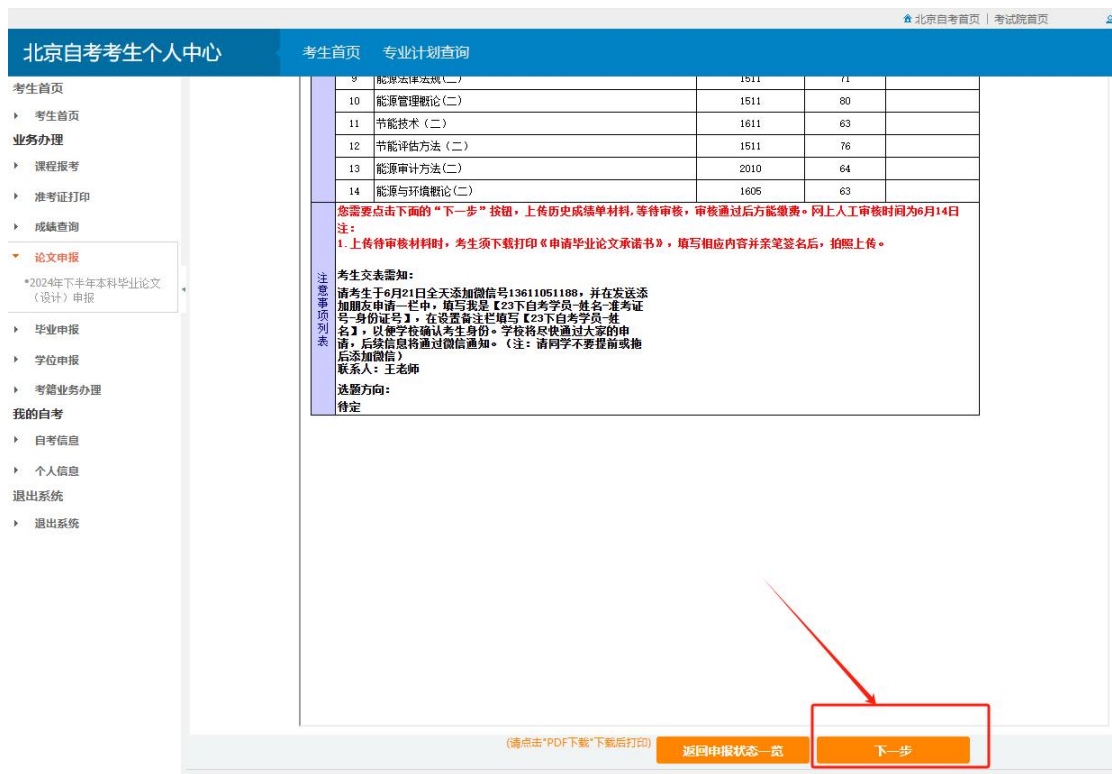 北京自考首页 | 考试院首页
北京自考考生个人中心
考生首页 专业计划查询
考生首页
考生首页
业务办理
课程报考
准考证打印
成绩查询
论文申报
•2024年下半年本科毕业论文
（设计）申报
毕业申报
学位申报
考籍业务办理
我的自考
自考信息
个人信息
退出系统
退出系统
9 能源法律法规(二) 1511 71
10 能源管理概论(二) 1511 80
11 节能技术（二） 1611 63
12 节能评估方法（二） 1511 76
13 能源审计方法(二) 2010 64
14 能源与环境概论(二) 1605 63
注意事项列表
您需要点击下面的“下一步”按钮，上传历史成绩单材料,等待审核，审核通过后方能缴费。网上人工审核时间为6月14日
注：
1.上传待审核材料时，考生须下载打印《申请毕业论文承诺书》，填写相应内容并亲笔签名后，拍照上传。
考生交表需知：
请考生于6月21日全天添加微信号13611051188，并在发送添
加朋友申请一栏中，填写我是【23下自考学员-姓名-准考证
号-身份证号】，在设置备注栏填写【23下自考学员-姓
名】，以便学校确认考生身份。学校将尽快通过大家的申
请，后续信息将通过微信通知。（注：请同学不要提前或拖
后添加微信）
联系人：王老师
选题方向：
待定
(请点击"PDF下载"下载后打印)
返回申报状态一览
下一步